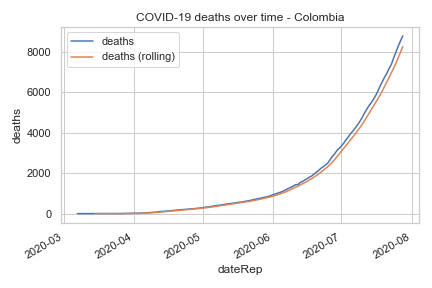 COVID-19 deaths over time - Colombia
deaths
deaths (rolling)
8000
6000
4000
2000
0
deaths
2020-03
2020-04
2020-05
2020-06
2020-07
2020-08
dateRep